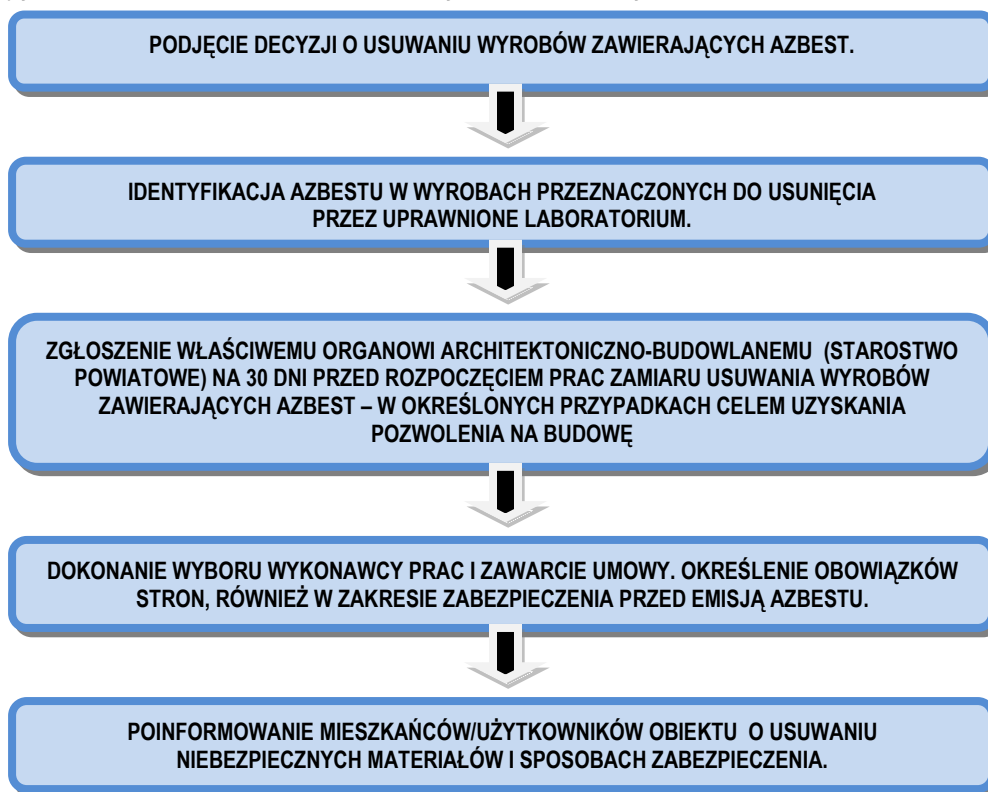 PODJĘCIE DECYZJI O USUWANIU WYROBÓW ZAWIERAJĄCYCH AZBEST.
IDENTYFIKACJA AZBESTU W WYROBACH PRZEZNACZONYCH DO USUNIĘCIA
PRZEZ UPRAWNIONE LABORATORIUM.
ZGŁOSZENIE WŁAŚCIWEMU ORGANOWI ARCHITEKTONICZNO-BUDOWLANEMU (STAROSTWO
POWIATOWE) NA 30 DNI PRZED ROZPOCZĘCIEM PRAC ZAMIARU USUWANIA WYROBÓW
ZAWIERAJĄCYCH AZBEST – W OKREŚLONYCH PRZYPADKACH CELEM UZYSKANIA
POZWOLENIA NA BUDOWĘ
DOKONANIE WYBORU WYKONAWCY PRAC I ZAWARCIE UMOWY. OKREŚLENIE OBOWIĄZKÓW
STRON, RÓWNIEŻ W ZAKRESIE ZABEZPIECZENIA PRZED EMISJĄ AZBESTU.
POINFORMOWANIE MIESZKAŃCÓW/UŻYTKOWNIKÓW OBIEKTU O USUWANIU
NIEBEZPIECZNYCH MATERIAŁÓW I SPOSOBACH ZABEZPIECZENIA.